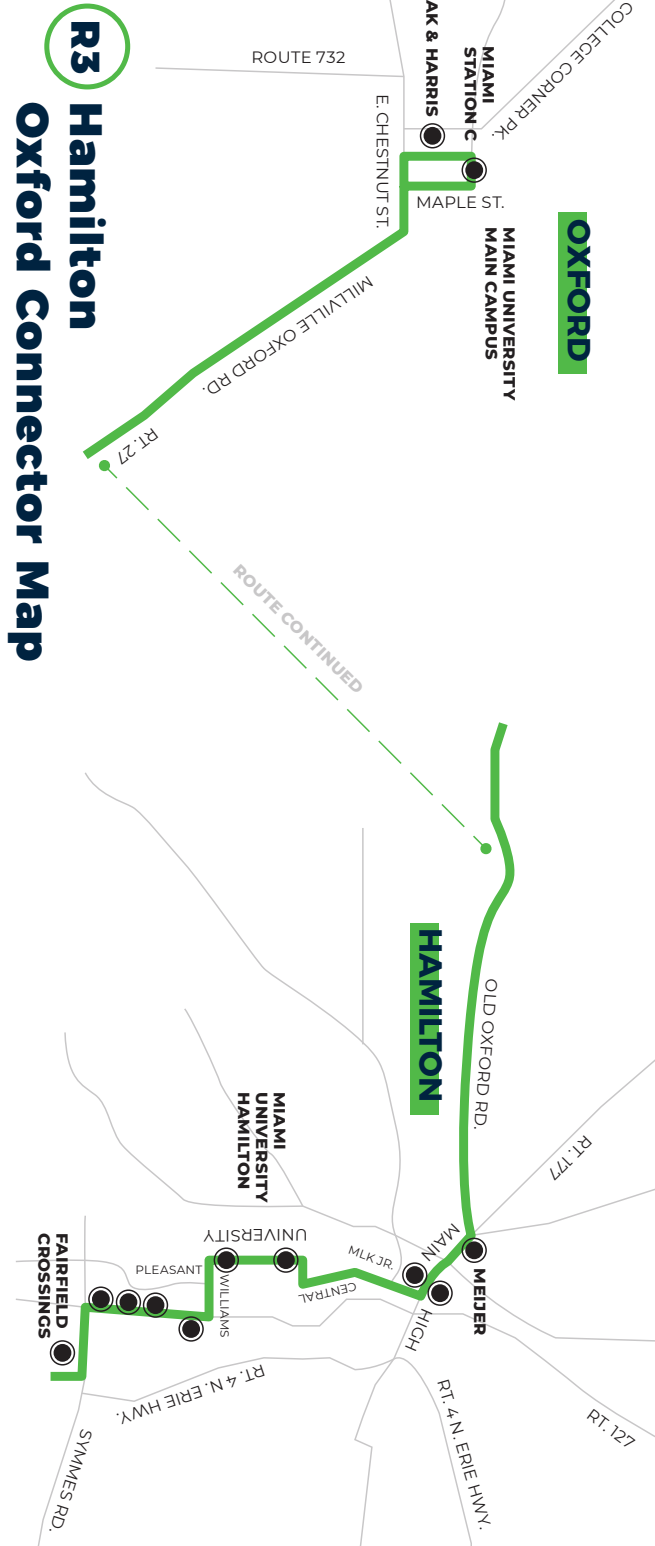 R3 Hamilton
Oxford Connector Map
OXFORD
COLLEGE CORNER PK.
MIAMI
STATION C
AK & HARRIS
ROUTE 732
E. CHESTNUT ST.
MAPLE ST.
MIAMI UNIVERSITY
MAIN CAMPUS
MILLVILLE OXFORD RD.
RT. 27
ROUTE CONTINUED
HAMILTON
OLD OXFORD RD.
RT. 177
MAIN
MEIJER
HIGH
MLK JR.
CENTRAL
MIAMI
UNIVERSITY
HAMILTON
UNIVERSITY
PLEASANT
WILLIAMS
FAIRFIELD
CROSSINGS
RT. 4 N. ERIE HWY.
RT. 4 N. ERIE HWY.
RT. 127
SYMMES RD.